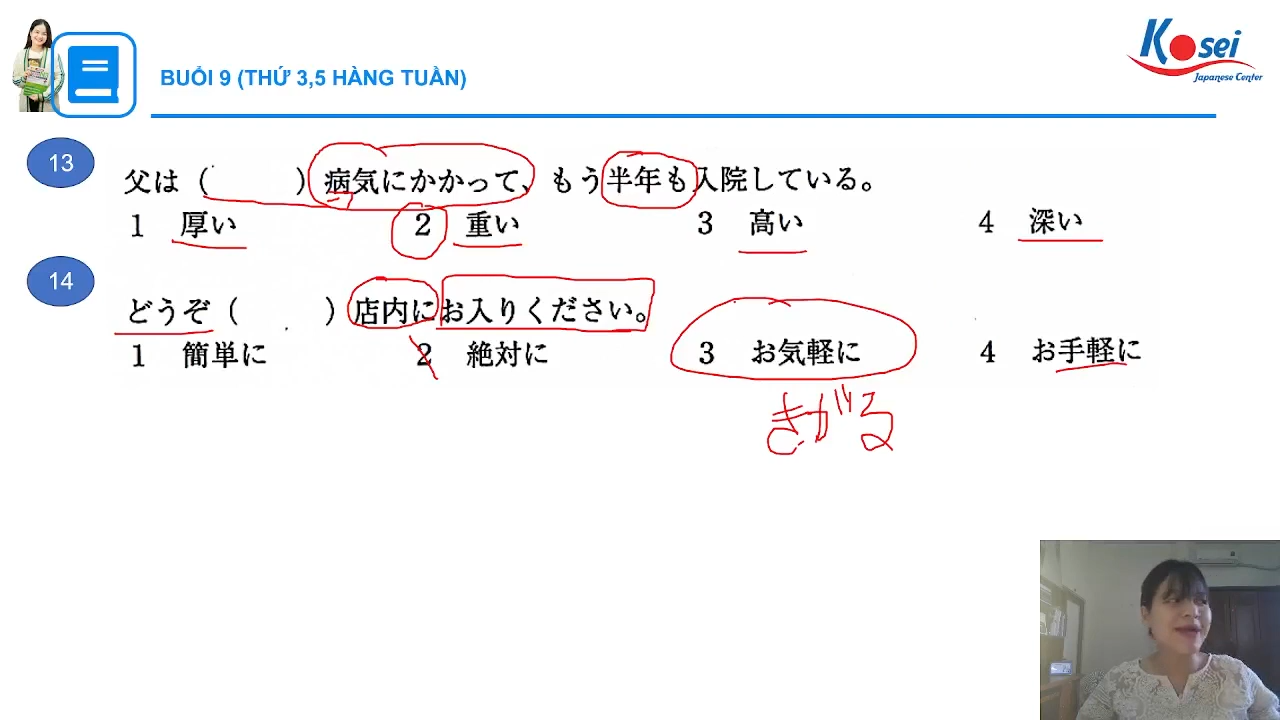 Kosei
Japanese Center
BUỔI 9 (THỨ 3,5 HÀNG TUẦN)
13
父は（　　　）病気にかかって、もう半年も入院している。
1 厚い 2 重い 3 高い 4 深い
14
どうぞ（　　　）店内にお入りください。
1 簡単に 2 絶対に 3 お気軽に 4 お手軽に
きがる